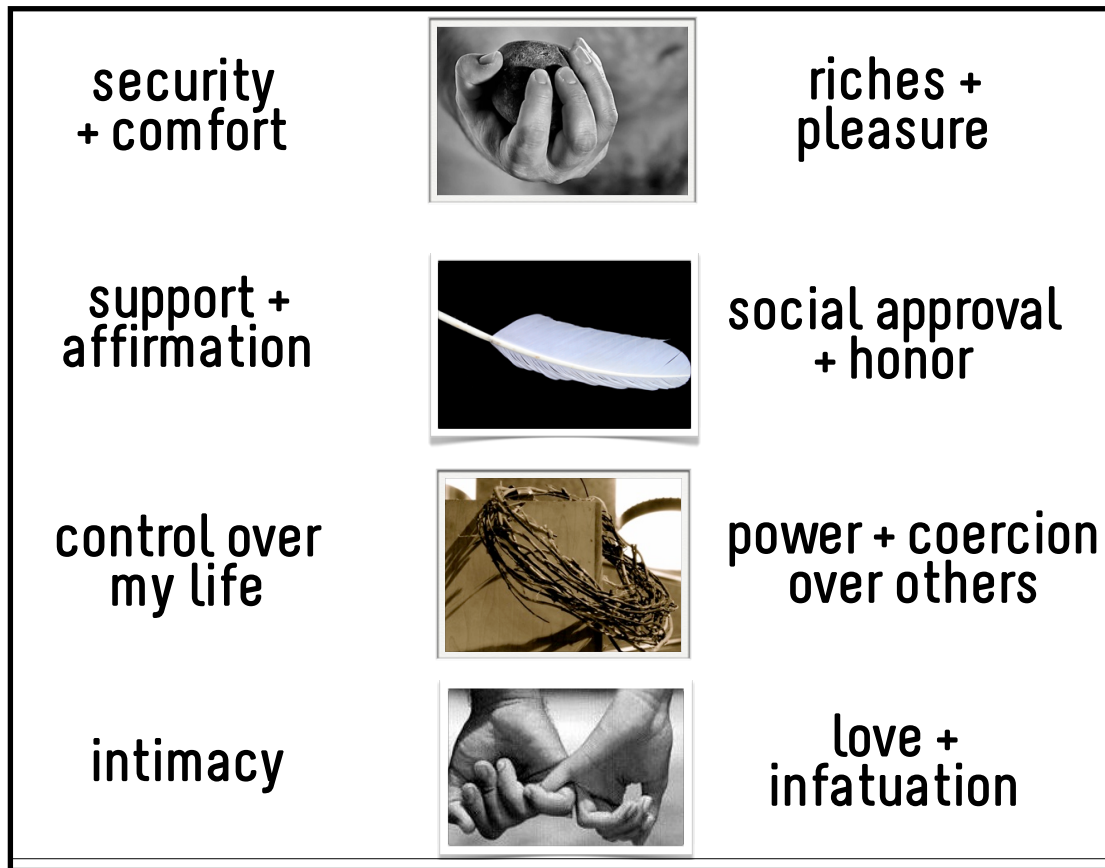 security
+ comfort
riches +
pleasure
support +
affirmation
social approval
+ honor
control over
my life
power + coercion
over others
intimacy
love +
infatuation